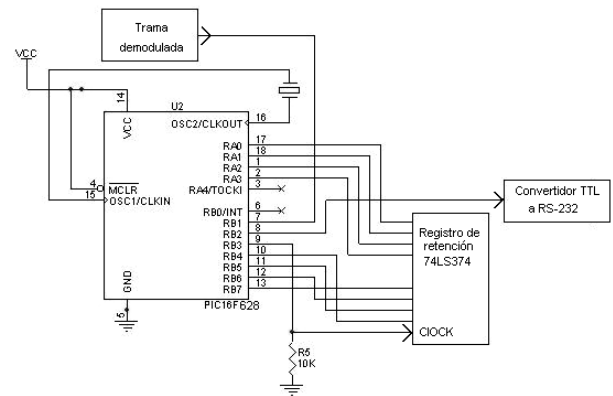 Trama
demodulada
VCC
U2
14
VCC
OSC2/CLKOUT
16
RA0
17
RA1
18
RA2
1
RA3
2
4
MCLR
RA4/TOCKI
3
15
OSC1/CLKIN
RB0/INT
6
RB1
7
RB2
8
RB3
9
RB4
10
RB5
11
RB6
12
RB7
13
GND
5
PIC16F628
Convertidor TTL
a RS-232
Registro de
retención
74LS374
ClOCK
R5
10K